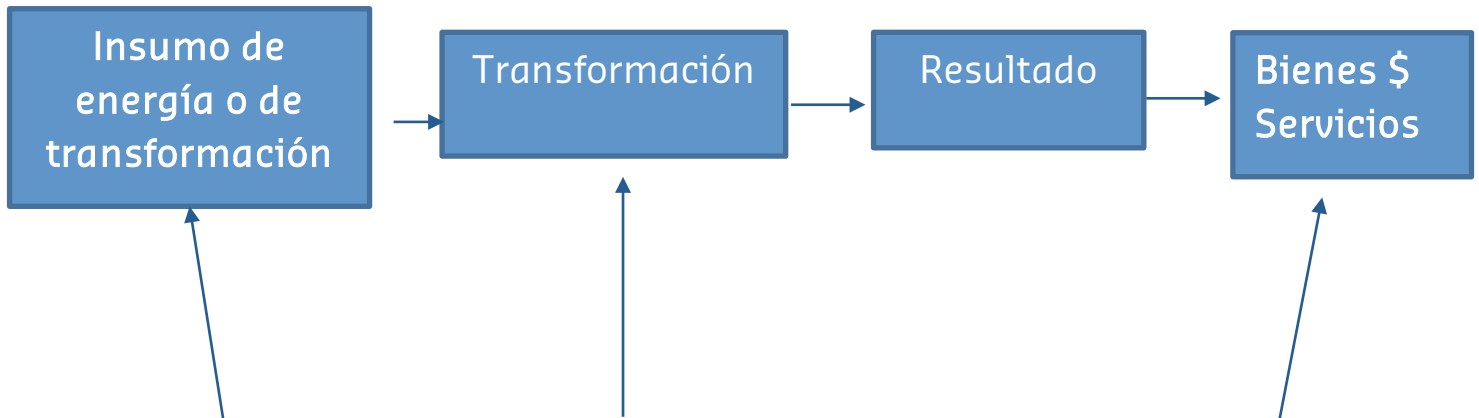 Insumo de
energía o de
transformación
Transformación
Resultado
Bienes $
Servicios